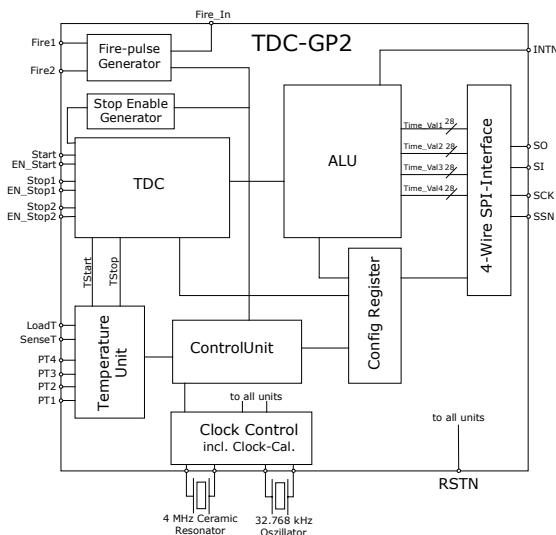 Fire_In
Fire1
Fire2
Fire-pulse
Generator
TDC-GP2
INTN
Stop Enable
Generator
Start
EN_Start
Stop1
EN_Stop1
Stop2
EN_Stop2
TDC
ALU
Time_Val1 28
Time_Val2 28
Time_Val3 28
Time_Val4 28
4-Wire SPI-Interface
SO
SI
SCK
SSN
TStart
TStop
Config Register
LoadT
SenseT
PT4
PT3
PT2
PT1
Temperature
Unit
ControlUnit
to all units
Clock Control
incl. Clock-Cal.
to all units
RSTN
4 MHz Ceramic
Resonator
32.768 kHz
Oszillator